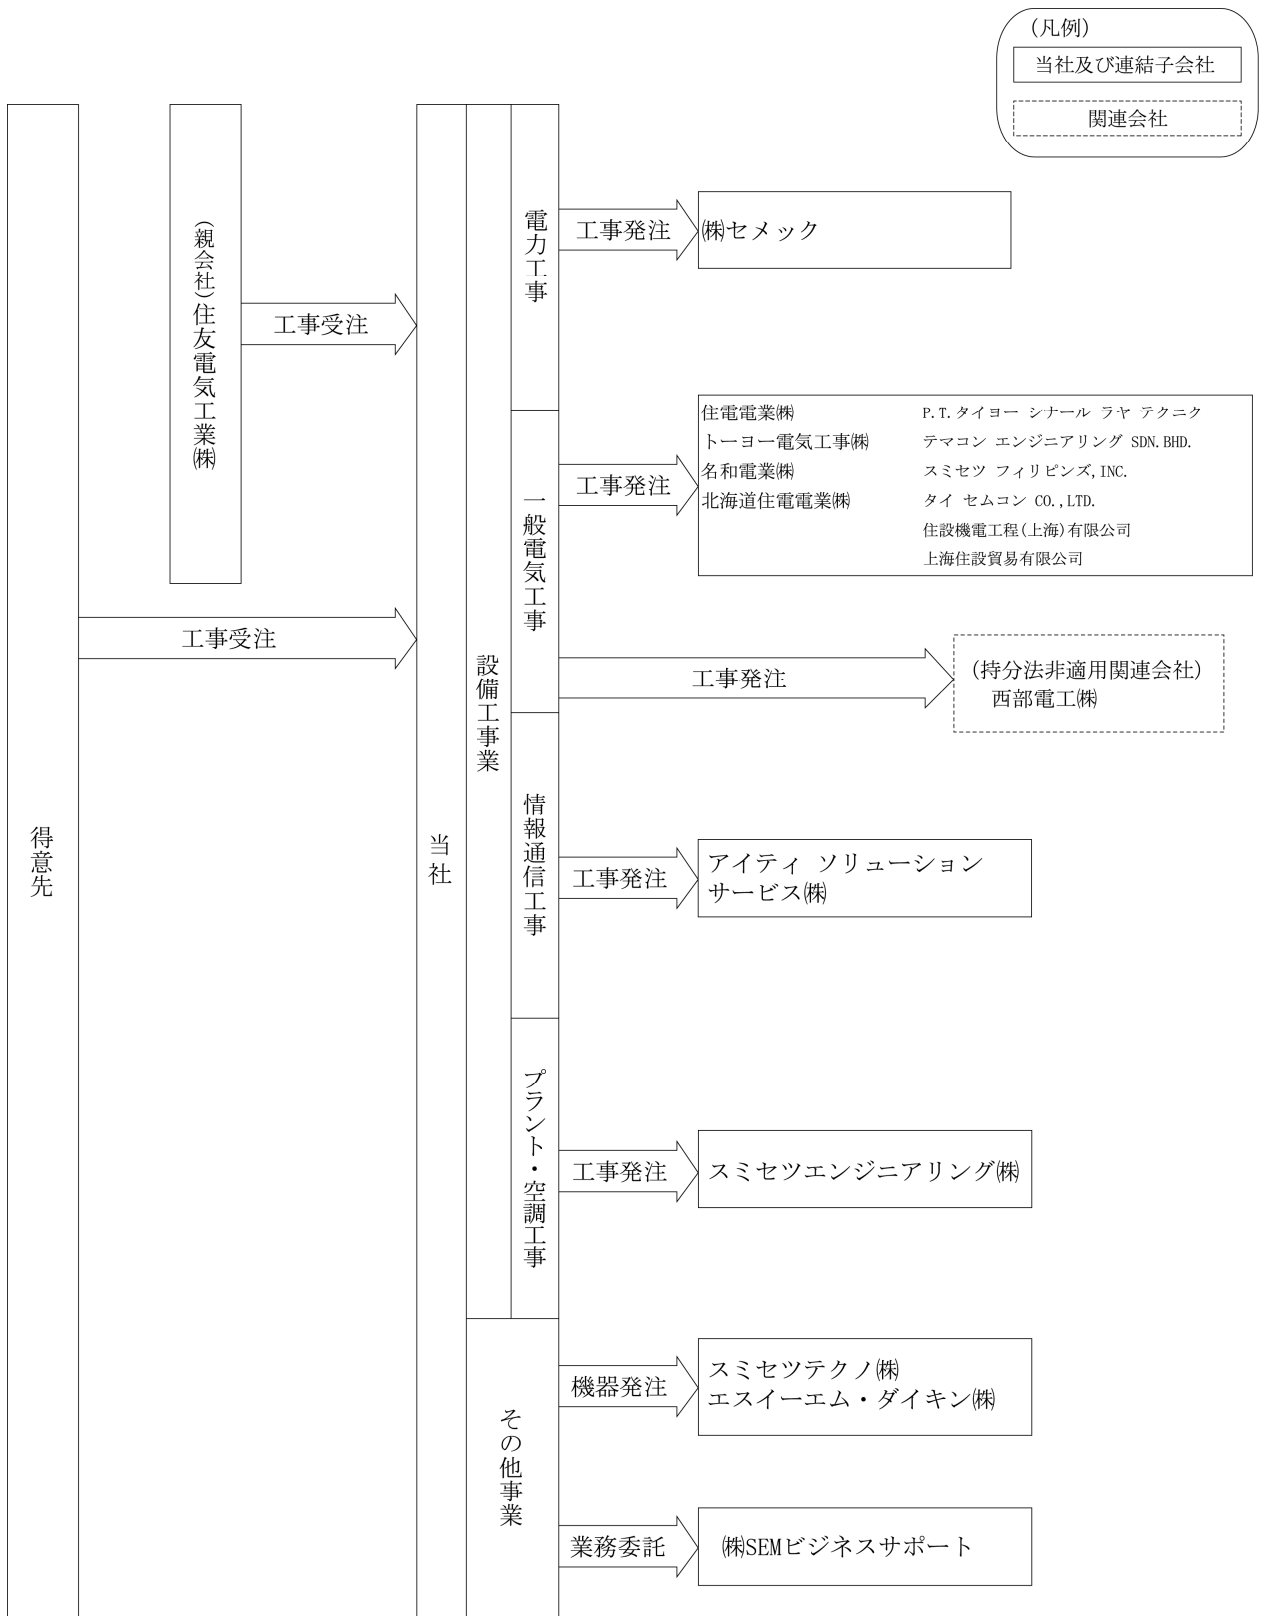 (凡例)
当社及び連結子会社
関連会社
得意先
(親会社)住友電気工業㈱
工事受注
工事受注
当社
設備工事業
電力工事
工事発注
㈱セメック
一般電気工事
工事発注
住電電業㈱
トーヨー電気工事㈱
名和電業㈱
北海道住電電業㈱
P.T.タイヨー シナール ラヤ テクニク
テマコン エンジニアリング SDN.BHD.
スミセツ フィリピンズ,INC.
タイ セムコン CO.,LTD.
住設機電工程(上海)有限公司
上海住設貿易有限公司
工事発注
(持分法非適用関連会社)
西部電工㈱
情報通信工事
工事発注
アイティ ソリューション
サービス㈱
プラント・空調工事
工事発注
スミセツエンジニアリング㈱
その他事業
機器発注
スミセツテクノ㈱
エスイーエム・ダイキン㈱
業務委託
㈱SEMビジネスサポート